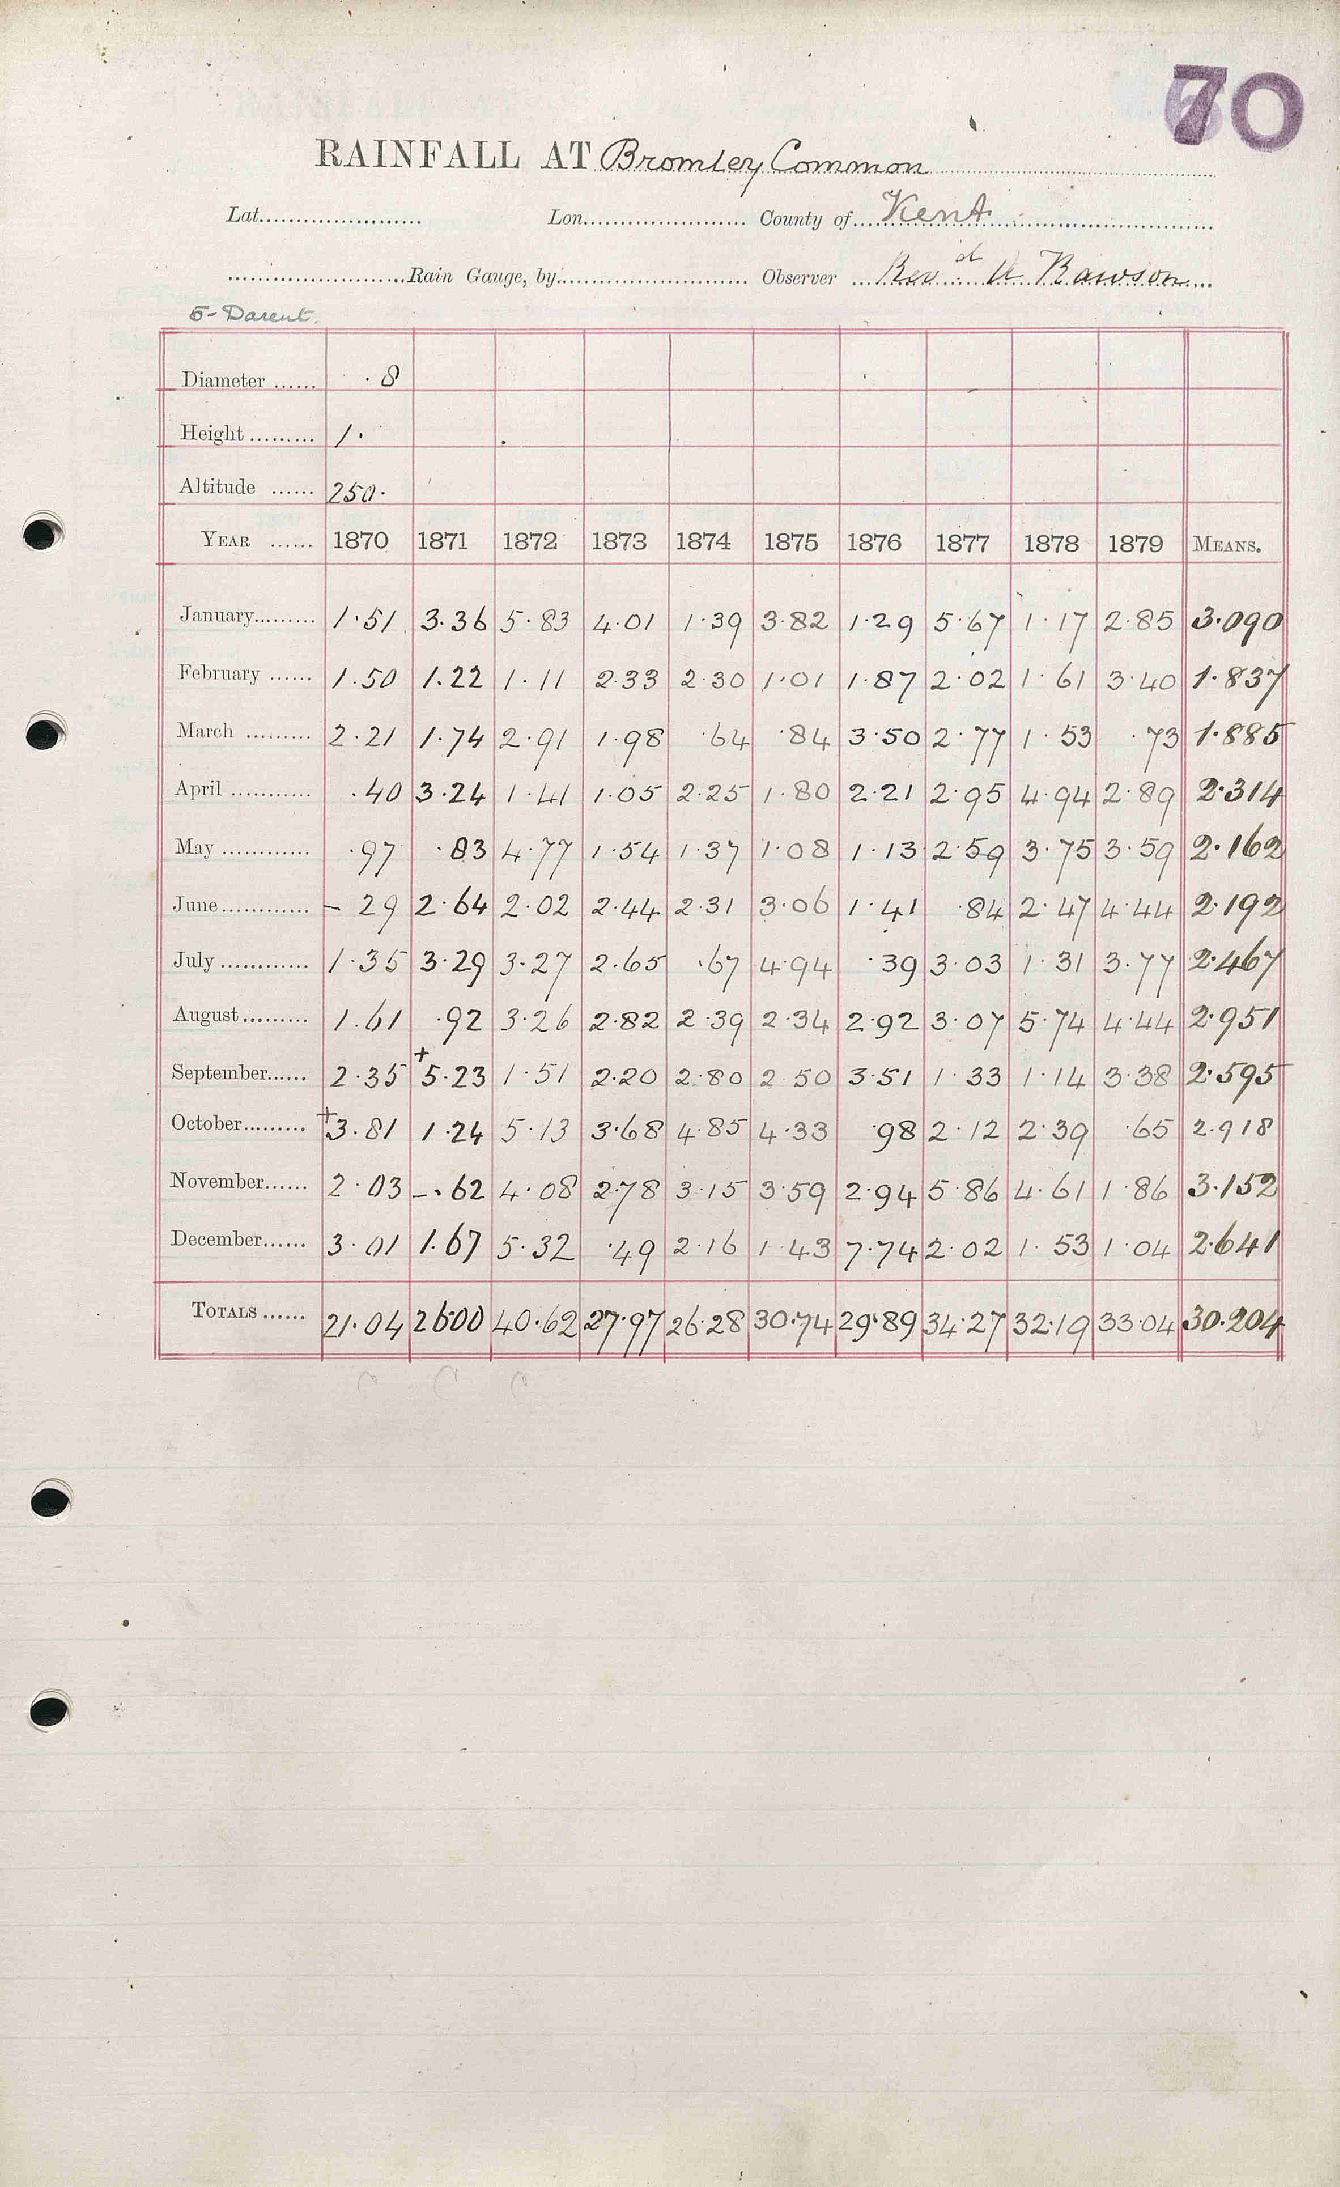 70
RAINFALL AT Bromley Common
Lat. Lon. County of Kent
Rain Gauge, by Observer Revd A Rawson
5-Darent
Diameter ...... .8
Height ......... 1.
Altitude ...... 250.
YEAR ...... 1870 1871 1872 1873 1874 1875 1876 1877 1878 1879 MEANS.
January......... 1.51 3.36 5.83 4.01 1.39 3.82 1.29 5.67 1.17 2.85 3.090
February ...... 1.50 1.22 1.11 2.33 2.30 1.01 1.87 2.02 1.61 3.40 1.837
March ......... 2.21 1.74 2.91 1.98 .64 .84 3.50 2.77 1.53 .73 1.885
April ............ .40 3.24 1.41 1.05 2.25 1.80 2.21 2.95 4.94 2.89 2.314
May ............ .97 .83 4.77 1.54 1.37 1.08 1.13 2.59 3.75 3.59 2.162
June............ - 29 2.64 2.02 2.44 2.31 3.06 1.41 .84 2.47 4.44 2.192
July ............ 1.35 3.29 3.27 2.65 .67 4.94 .39 3.03 1.31 3.77 2.467
August......... 1.61 .92 3.26 2.82 2.39 2.34 2.92 3.07 5.74 4.44 2.951
September...... 2.35 +5.23 1.51 2.20 2.80 2.50 3.51 1.33 1.14 3.38 2.595
October......... +3.81 1.24 5.13 3.68 4.85 4.33 .98 2.12 2.39 .65 2.918
November...... 2.03 -.62 4.08 2.78 3.15 3.59 2.94 5.86 4.61 1.86 3.152
December...... 3.01 1.67 5.32 .49 2.16 1.43 7.74 2.02 1.53 1.04 2.641
TOTALS ...... 21.04 26.00 40.62 27.97 26.28 30.74 29.89 34.27 32.19 33.04 30.204
C C C